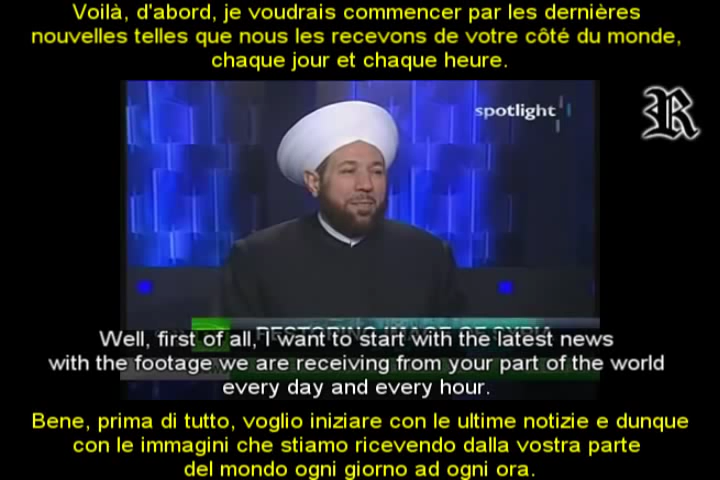 Voilà, d'abord, je voudrais commencer par les dernières
nouvelles telles que nous les recevons de votre côté du monde,
chaque jour et chaque heure.
spotlight
R
RESTORING IMAGE OF SYRIA
Well, first of all, I want to start with the latest news
with the footage we are receiving from your part of the world
every day and every hour.
Bene, prima di tutto, voglio iniziare con le ultime notizie e dunque
con le immagini che stiamo ricevendo dalla vostra parte
del mondo ogni giorno ad ogni ora.